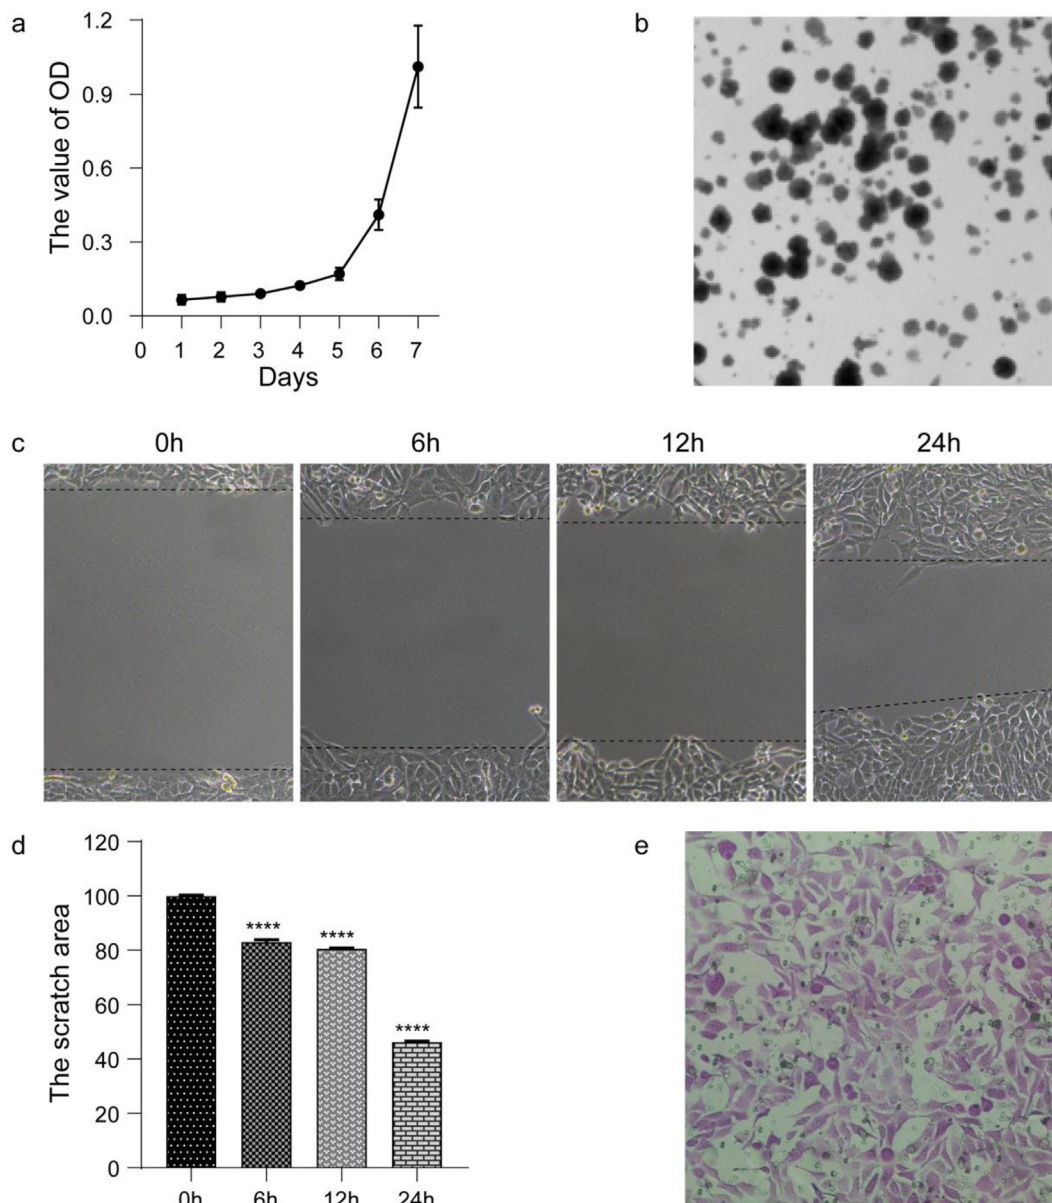 a
1.2
0.9
0.6
0.3
0.0
The value of OD
0 1 2 3 4 5 6 7
Days
b
c
0h 6h 12h 24h
d
120
100
80
60
40
20
0
The scratch area
****
****
****
0h 6h 12h 24h
e